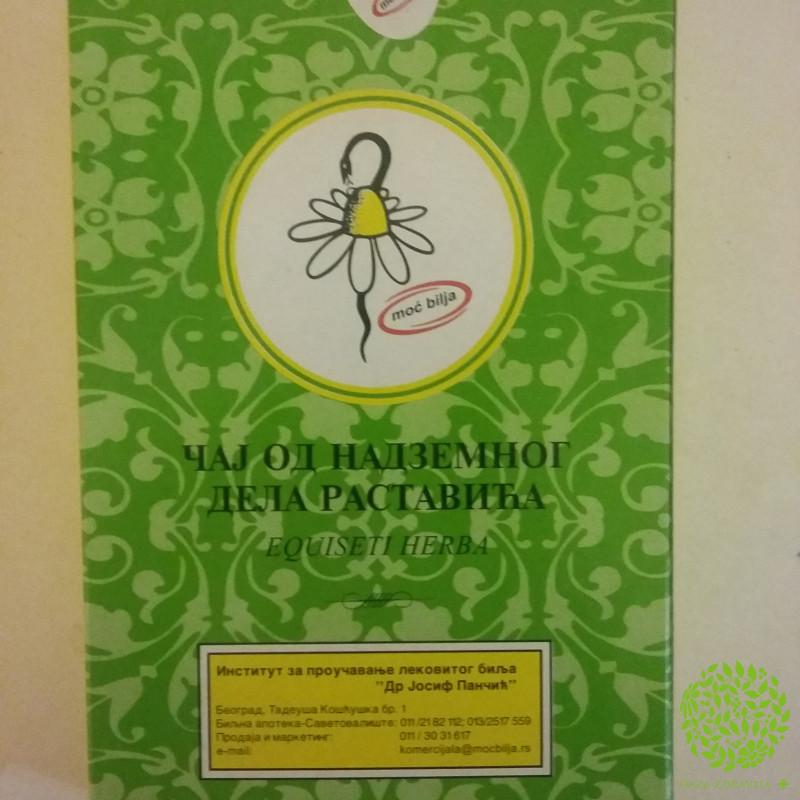 moć bilja
ЧАЈ ОД НАДЗЕМНОГ
ДЕЛА РАСТАВИЋА
EQUISETI HERBA
Институт за проучавање лековитог биља
"Др Јосиф Панчић"
Београд, Тадеуша Кошћушка бр. 1
Биљна апотека-Саветовалиште: 011/21 82 112; 013/2517 559
Продаја и маркетинг: 011 / 30 31 617
e-mail: komercijala@mocbilja.rs